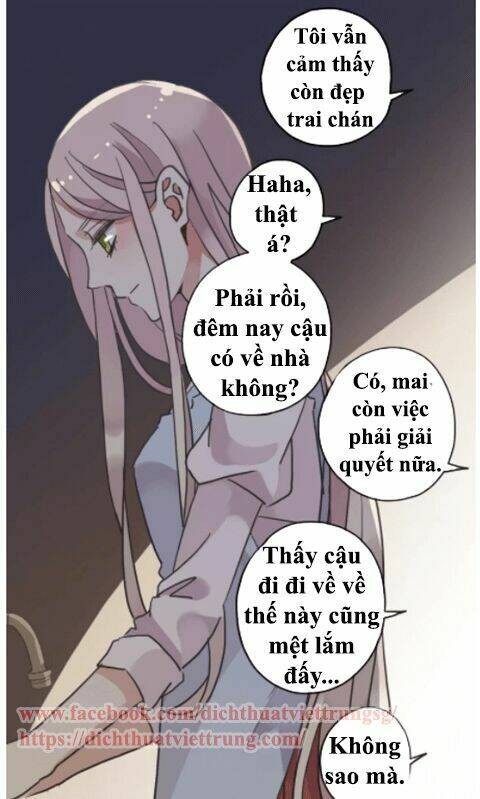 Tôi vẫn
cảm thấy
còn đẹp
trai chán
Haha,
thật
á?
Phải rồi,
đêm nay cậu
có về nhà
không?
Có, mai
còn việc
phải giải
quyết nữa.
Thấy cậu
đi đi về về
thế này cũng
mệt lắm
đấy...
www.facebook.com/dichthuatviettrungsg/
https://dichthuatviettrung.com/
Không
sao mà.